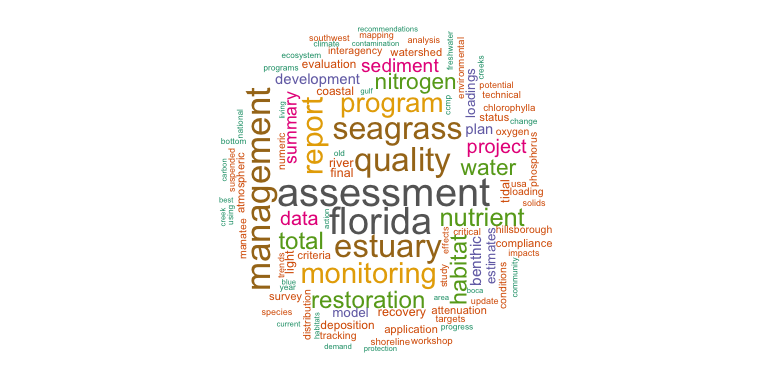 recommendations
southwest mapping analysis
climate contamination
interagency watershed
ecosystem
freshwater
environmental
creeks
programs evaluation sediment
development nitrogen
loadings
potential
coastal gulf
technical
living
summary
report
program
ccmp
chlorophylla
status change
national
management
numeric
seagrass
plan oxygen
bottom
old
project
phosphorus
carbon
suspended
atmospheric
river
final
quality
water
best
using
creek
assessment
tidal
usa
loading
solids
data
action
florida
nutrient
manatee
total
estuary
effects
critical
hillsborough
habitat
benthic
estimates
compliance
impacts
trends
light
criteria
blue
year
monitoring
study
conditions
community
survey
distribution
restoration
area
boca
update
species
model recovery attenuation
current
habitats
deposition application
targets
progress
tracking
shoreline workshop
demand
protection